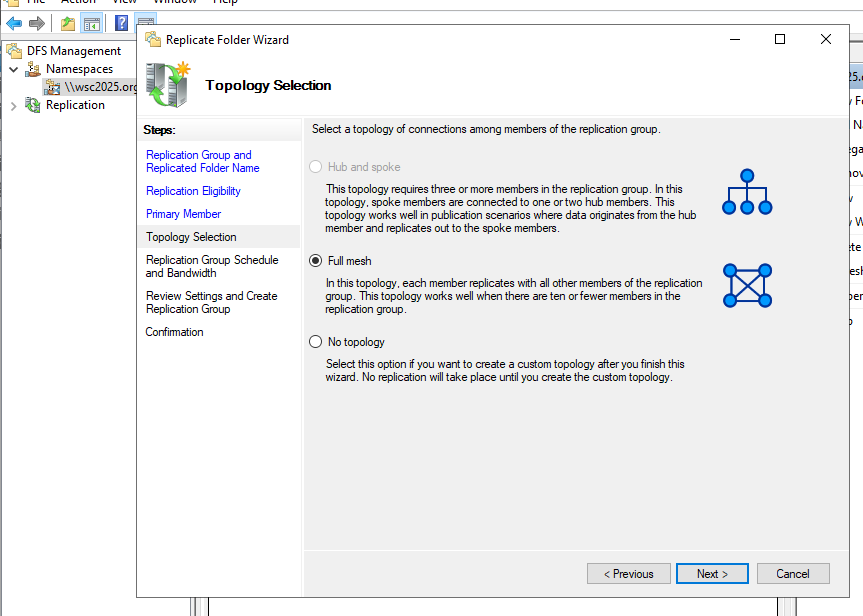 Action
View
Window
Help
DFS Management
Namespaces
\\wsc2025.org
Replication
Replicate Folder Wizard
Topology Selection
Steps:
Replication Group and
Replicated Folder Name
Replication Eligibility
Primary Member
Topology Selection
Replication Group Schedule
and Bandwidth
Review Settings and Create
Replication Group
Confirmation
Select a topology of connections among members of the replication group.
Hub and spoke
This topology requires three or more members in the replication group. In this
topology, spoke members are connected to one or two hub members. This
topology works well in publication scenarios where data originates from the hub
member and replicates out to the spoke members.
Full mesh
In this topology, each member replicates with all other members of the replication
group. This topology works well when there are ten or fewer members in the
replication group.
No topology
Select this option if you want to create a custom topology after you finish this
wizard. No replication will take place until you create the custom topology.
< Previous
Next >
Cancel